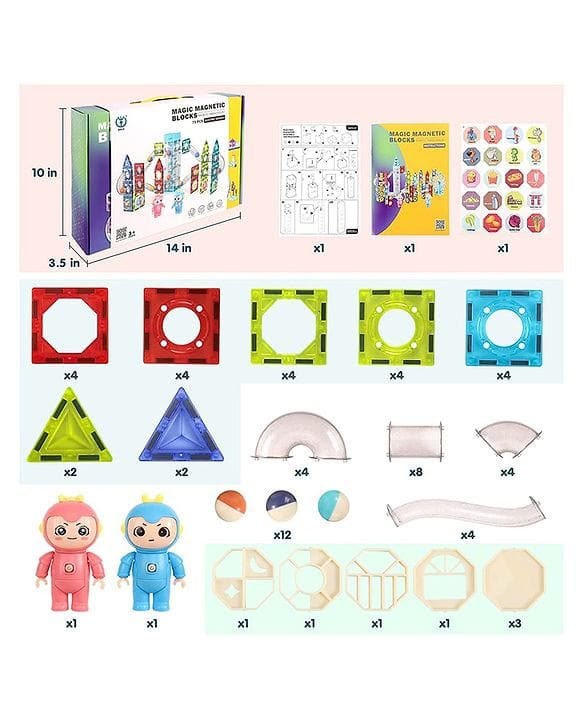 MAGIC MAGNETIC
BLOCKS
10 in
14 in
3.5 in
MAGIC MAGNETIC
BLOCKS
x1
x1
x1
x4
x4
x4
x4
x4
x2
x2
x4
x8
x4
x12
x4
x1
x1
x1
x1
x1
x1
x3